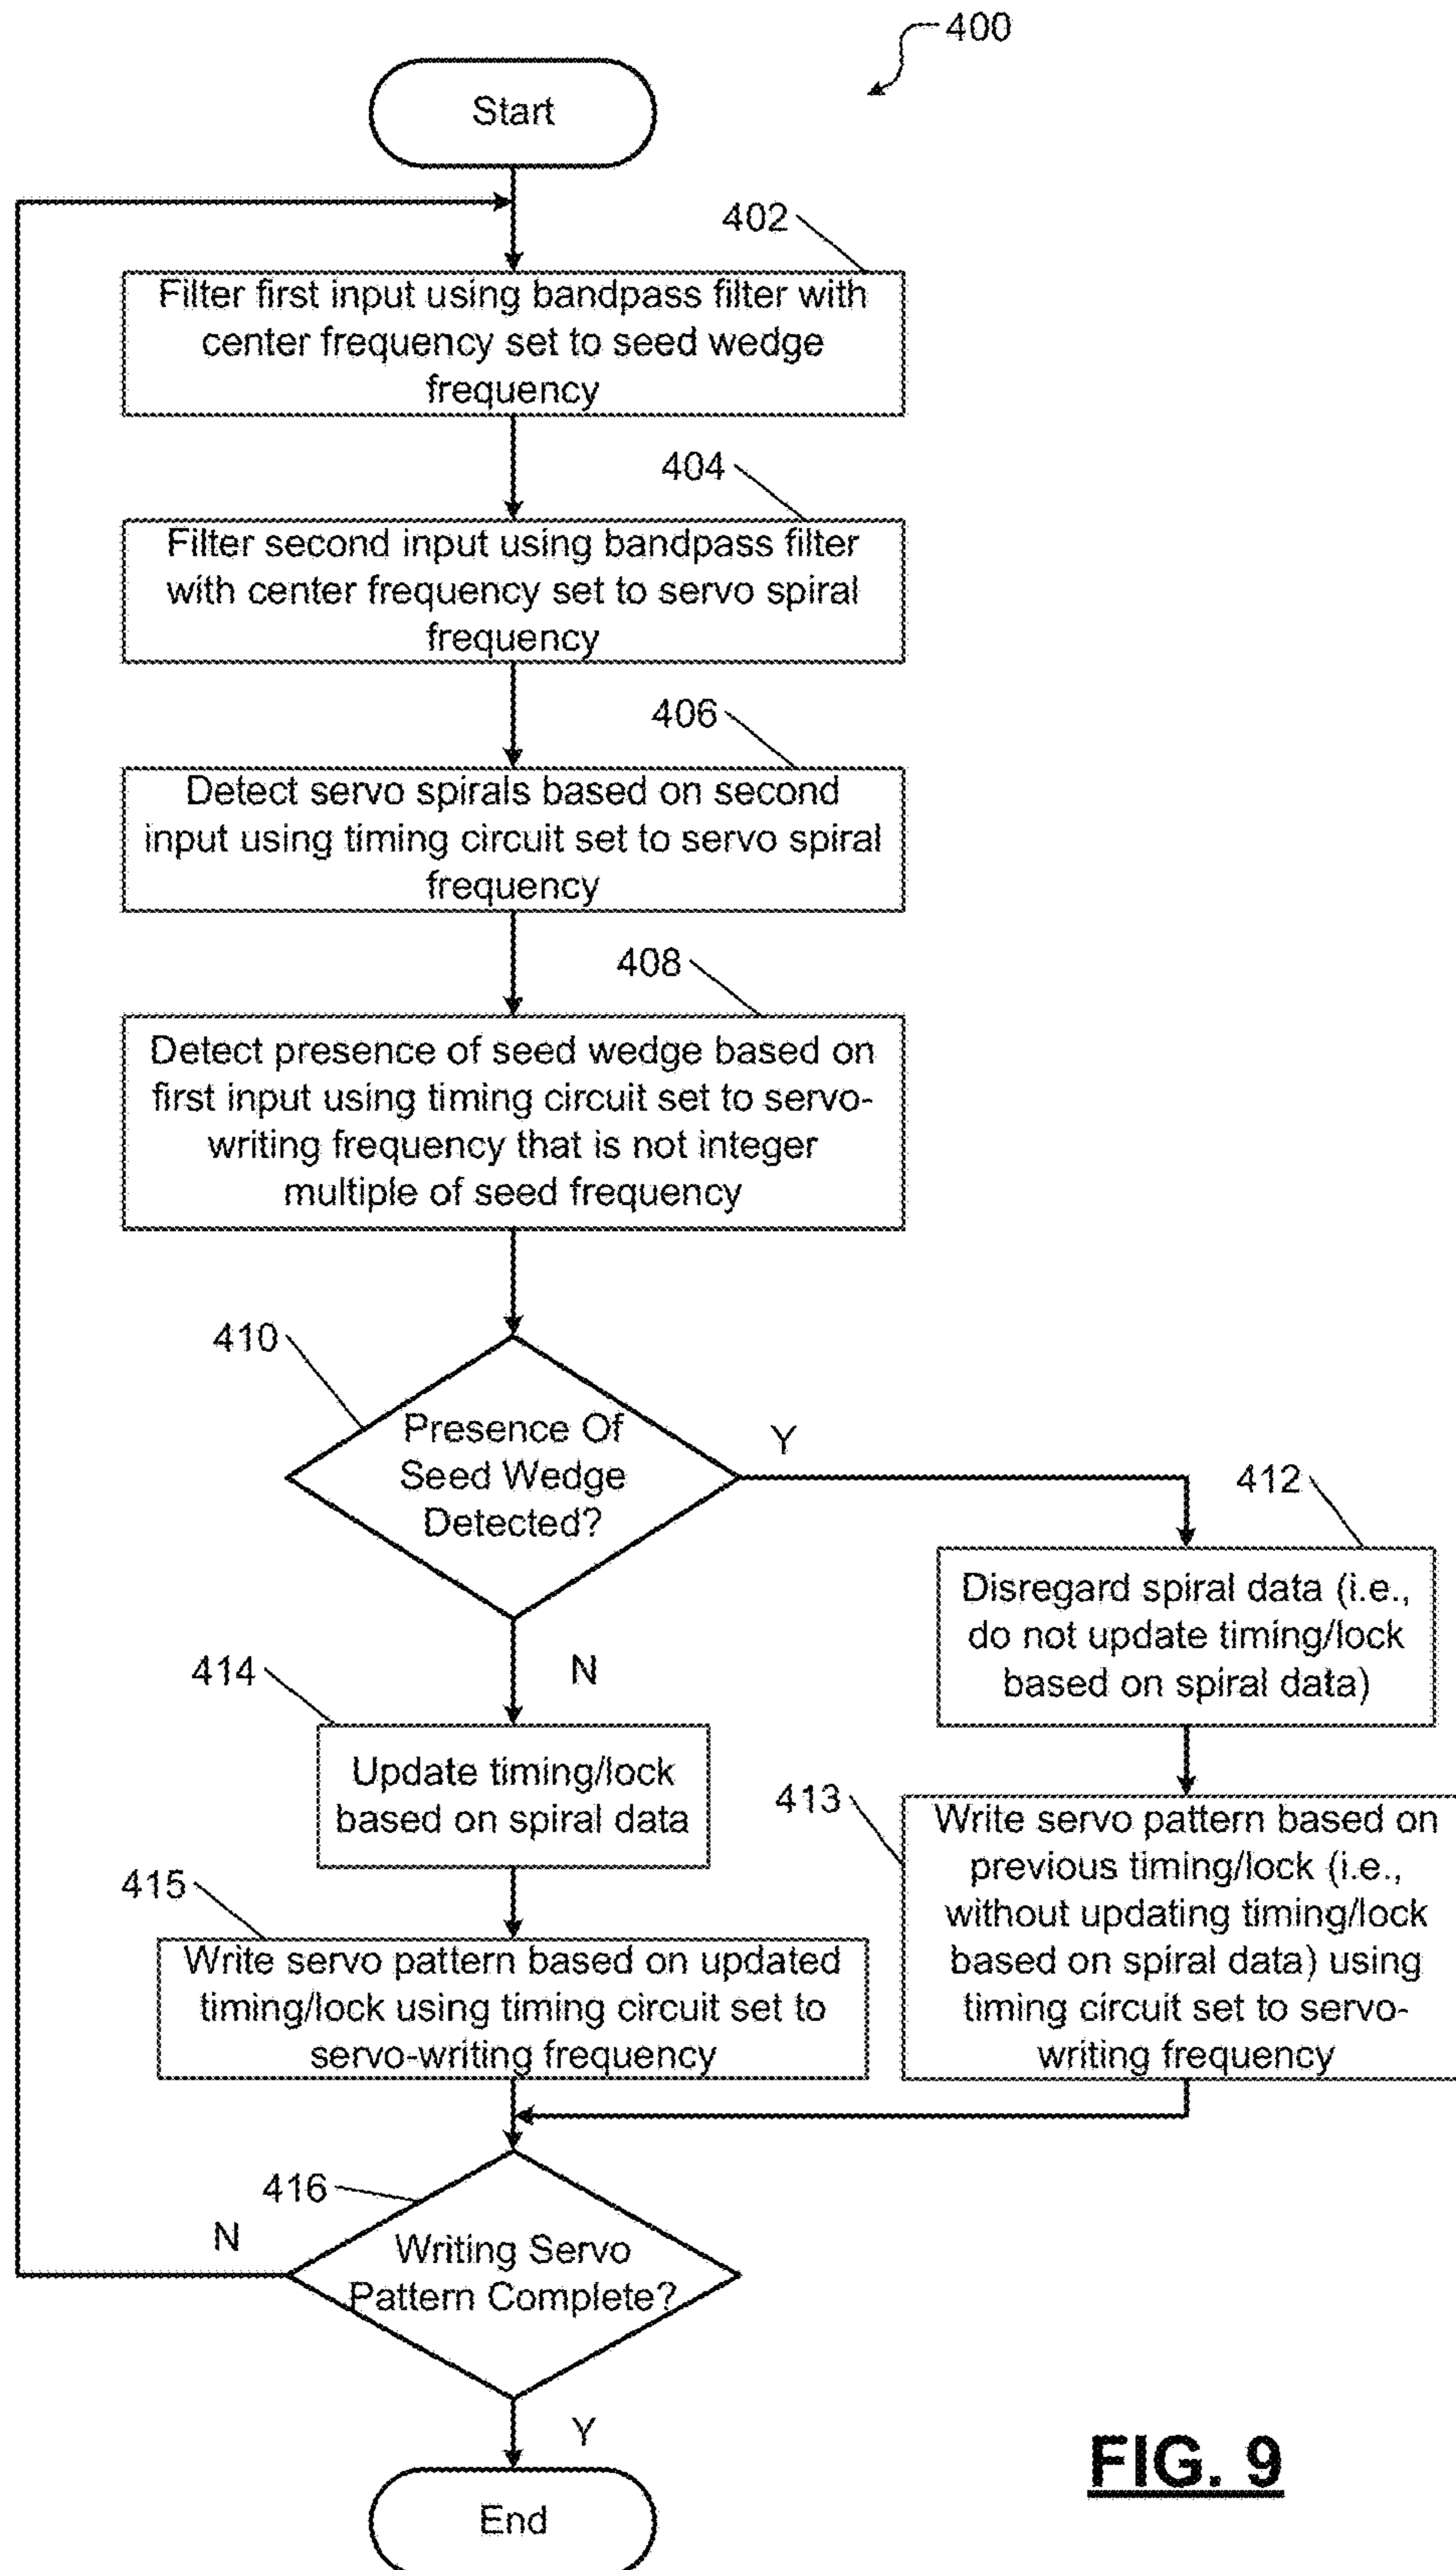 400
Start
402
Filter first input using bandpass filter with
center frequency set to seed wedge
frequency
404
Filter second input using bandpass filter
with center frequency set to servo spiral
frequency
406
Detect servo spirals based on second
input using timing circuit set to servo spiral
frequency
408
Detect presence of seed wedge based on
first input using timing circuit set to servo-
writing frequency that is not integer
multiple of seed frequency
410
Presence Of
Seed Wedge
Detected?
Y
412
Disregard spiral data (i.e.,
do not update timing/lock
based on spiral data)
N
414
Update timing/lock
based on spiral data
413
Write servo pattern based on
previous timing/lock (i.e.,
without updating timing/lock
based on spiral data) using
timing circuit set to servo-
writing frequency
415
Write servo pattern based on updated
timing/lock using timing circuit set to
servo-writing frequency
416
N
Writing Servo
Pattern Complete?
Y
End
FIG. 9